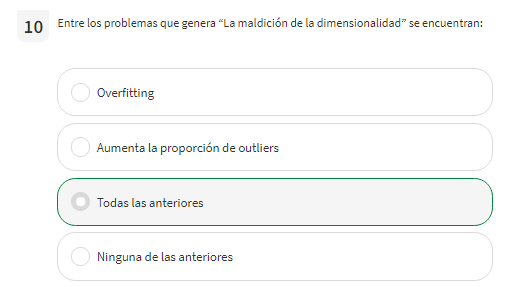 10 Entre los problemas que genera “La maldición de la dimensionalidad” se encuentran:
Overfitting
Aumenta la proporción de outliers
Todas las anteriores
Ninguna de las anteriores